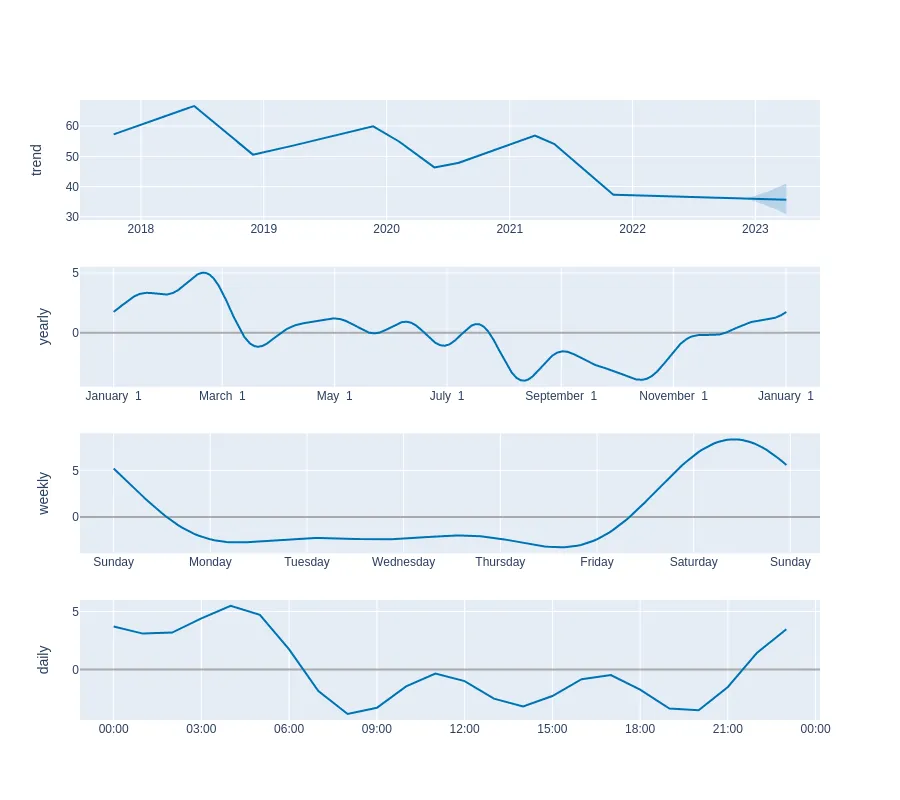 trend
60
50
40
30
2018 2019 2020 2021 2022 2023
yearly
5
0
January 1 March 1 May 1 July 1 September 1 November 1 January 1
weekly
5
0
Sunday Monday Tuesday Wednesday Thursday Friday Saturday Sunday
daily
5
0
00:00 03:00 06:00 09:00 12:00 15:00 18:00 21:00 00:00